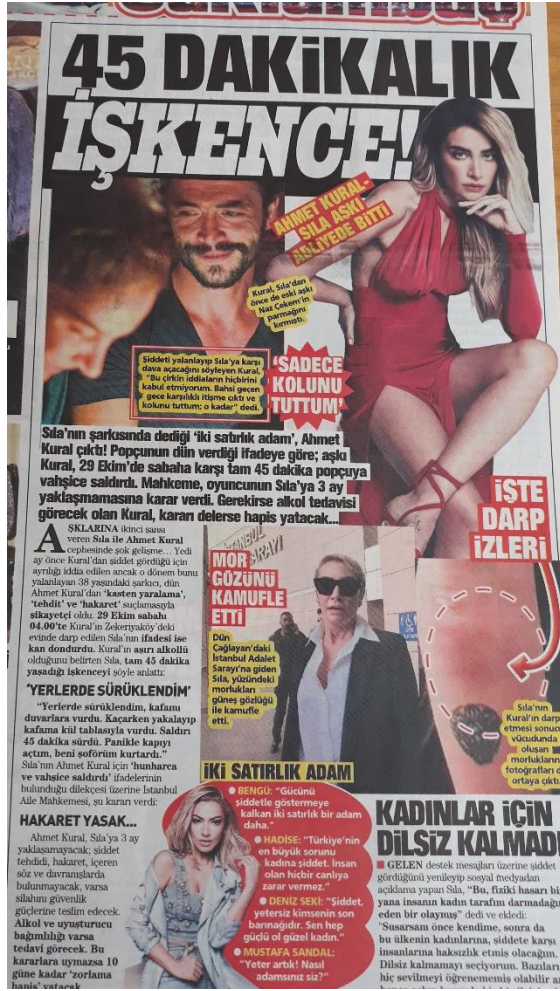 45 DAKİKALIK
İŞKENCE!
AHMET KURAL-
SILA AŞKI
ADLİYEDE BİTTİ
Kural, Sıla'dan
önce de eski aşkı
Naz Çekem'in
parmağını
kırmıştı.
Şiddeti yalanlayıp Sıla'ya karşı
dava açacağını söyleyen Kural,
"Bu çirkin iddiaların hiçbirini
kabul etmiyorum. Bahsi geçen
gece karşılıklı itişme çıktı ve
kolunu tuttum; o kadar" dedi.
'SADECE
KOLUNU
TUTTUM'
Sıla'nın şarkısında dediği 'iki satırlık adam', Ahmet
Kural çıktı! Popçunun dün verdiği ifadeye göre; aşkı
Kural, 29 Ekim'de sabaha karşı tam 45 dakika popçuya
vahşice saldırdı. Mahkeme, oyuncunun Sıla'ya 3 ay
yaklaşmamasına karar verdi. Gerekirse alkol tedavisi
görecek olan Kural, kararı delerse hapis yatacak...
İŞTE
DARP
İZLERİ
AŞKLARINA ikinci şansı
veren Sıla ile Ahmet Kural
cephesinde şok gelişme... Yedi
ay önce Kural'dan şiddet gördüğü için
ayrılığı iddia edilen ancak o dönem bunu
yalanlayan 38 yaşındaki şarkıcı, dün
Ahmet Kural'dan 'kasten yaralama',
'tehdit' ve 'hakaret' suçlamasıyla
şikayetçi oldu. 29 Ekim sabahı
04.00'te Kural'ın Zekeriyaköy'deki
evinde darp edilen Sıla'nın ifadesi ise
kan dondurdu. Kural'ın aşırı alkollü
olduğunu belirten Sıla, tam 45 dakika
yaşadığı işkenceyi şöyle anlattı:
'YERLERDE SÜRÜKLENDİM'
"Yerlerde sürüklendim, kafamı
duvarlara vurdu. Kaçarken yakalayıp
kafama kül tablasıyla vurdu. Saldırı
45 dakika sürdü. Panikle kapıyı
açtım, beni şoförüm kurtardı."
Sıla'nın Ahmet Kural için 'hunharca
ve vahşice saldırdı' ifadelerinin
bulunduğu dilekçesi üzerine İstanbul
Aile Mahkemesi, şu kararı verdi:
HAKARET YASAK...
Ahmet Kural, Sıla'ya 3 ay
yaklaşamayacak; şiddet
tehdidi, hakaret, içeren
söz ve davranışlarda
bulunmayacak, varsa
silahını güvenlik
güçlerine teslim edecek.
Alkol ve uyuşturucu
bağımlılığı varsa
tedavi görecek. Bu
kararlara uymazsa 10
güne kadar 'zorlama
hapis' yatacak
İSTANBUL
SARAYI
MOR
GÖZÜNÜ
KAMUFLE
ETTİ
Dün
Çağlayan'daki
İstanbul Adalet
Sarayı'na giden
Sıla, yüzündeki
morlukları
güneş gözlüğü
ile kamufle
etti.
Sıla'nın
Kural'ın darp
etmesi sonucu
vücudunda
oluşan
morlukların
fotoğrafları d
ortaya çıktı
İKİ SATIRLIK ADAM
● BENGÜ: "Gücünü
şiddetle göstermeye
kalkan iki satırlık bir adam
daha."
● HADİSE: "Türkiye'nin
en büyük sorunu
kadına şiddet. İnsan
olan hiçbir canlıya
zarar vermez."
● DENİZ SEKİ: "Şiddet,
yetersiz kimsenin son
barınağıdır. Sen hep
güçlü ol güzel kadın."
● MUSTAFA SANDAL:
"Yeter artık! Nasıl
adamsınız siz?"
KADINLAR İÇİN
DİLSİZ KALMADI
■ GELEN destek mesajları üzerine şiddet
gördüğünü yenileyip sosyal medyadan
açıklama yapan Sıla, "Bu, fiziki hasarı bi
yana insanın kadın tarafını darmadağı
eden bir olaymış" dedi ve ekledi:
"Susarsam önce kendime, sonra da
bu ülkenin kadınlarına, şiddete karşı
insanlarına haksızlık etmiş olacağım.
Dilsiz kalmamayı seçiyorum. Bazıları
hiç sevilmeyi öğrenememiş olabilir